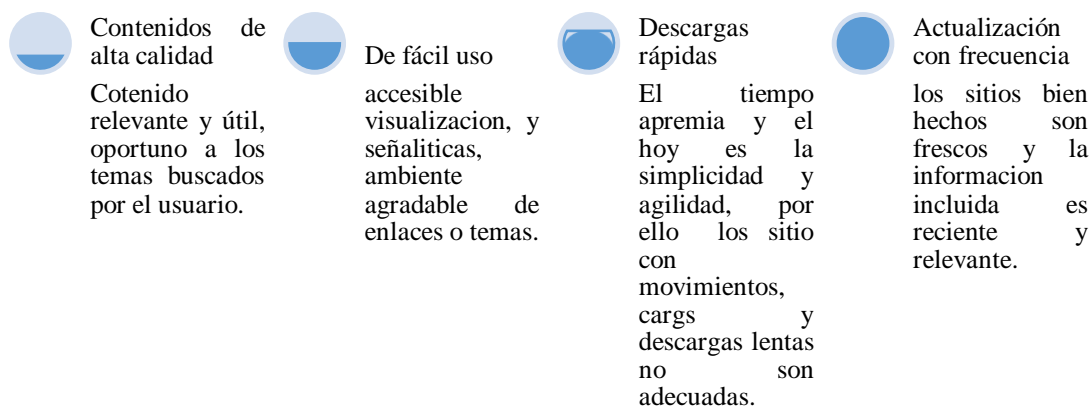 Contenidos de
alta calidad
Cotenido
relevante y útil,
oportuno a los
temas buscados
por el usuario.
De fácil uso
accesible
visualizacion, y
señaliticas,
ambiente
agradable de
enlaces o temas.
Descargas
rápidas
El tiempo
apremia y el
hoy es la
simplicidad y
agilidad, por
ello los sitio
con
movimientos,
cargs y
descargas lentas
no son
adecuadas.
Actualización
con frecuencia
los sitios bien
hechos son
frescos y la
informacion
incluida es
reciente y
relevante.